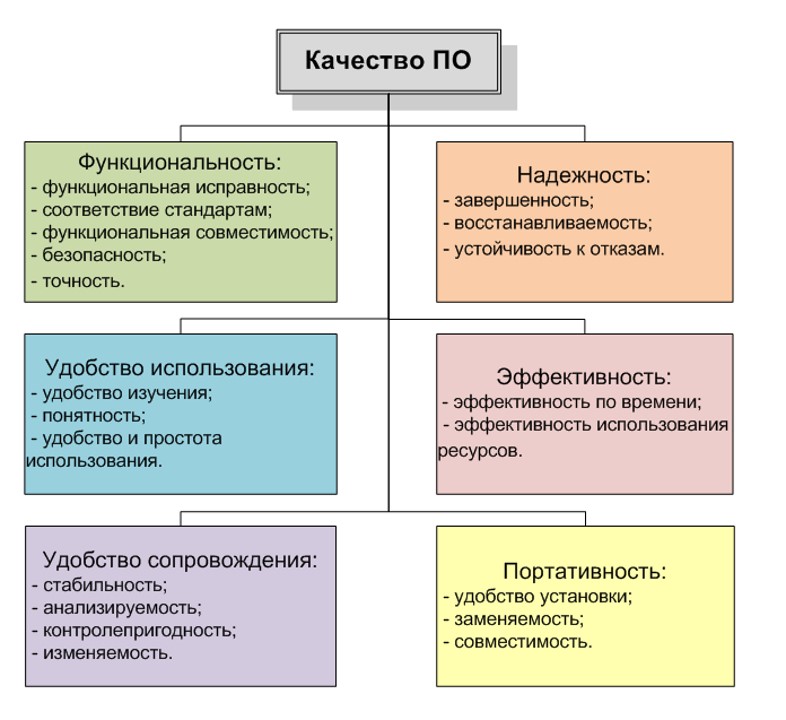 Качество ПО
Функциональность:
- функциональная исправность;
- соответствие стандартам;
- функциональная совместимость;
- безопасность;
- точность.
Надежность:
- завершенность;
- восстанавливаемость;
- устойчивость к отказам.
Удобство использования:
- удобство изучения;
- понятность;
- удобство и простота
использования.
Эффективность:
- эффективность по времени;
- эффективность использования
ресурсов.
Удобство сопровождения:
- стабильность;
- анализируемость;
- контролепригодность;
- изменяемость.
Портативность:
- удобство установки;
- заменяемость;
- совместимость.